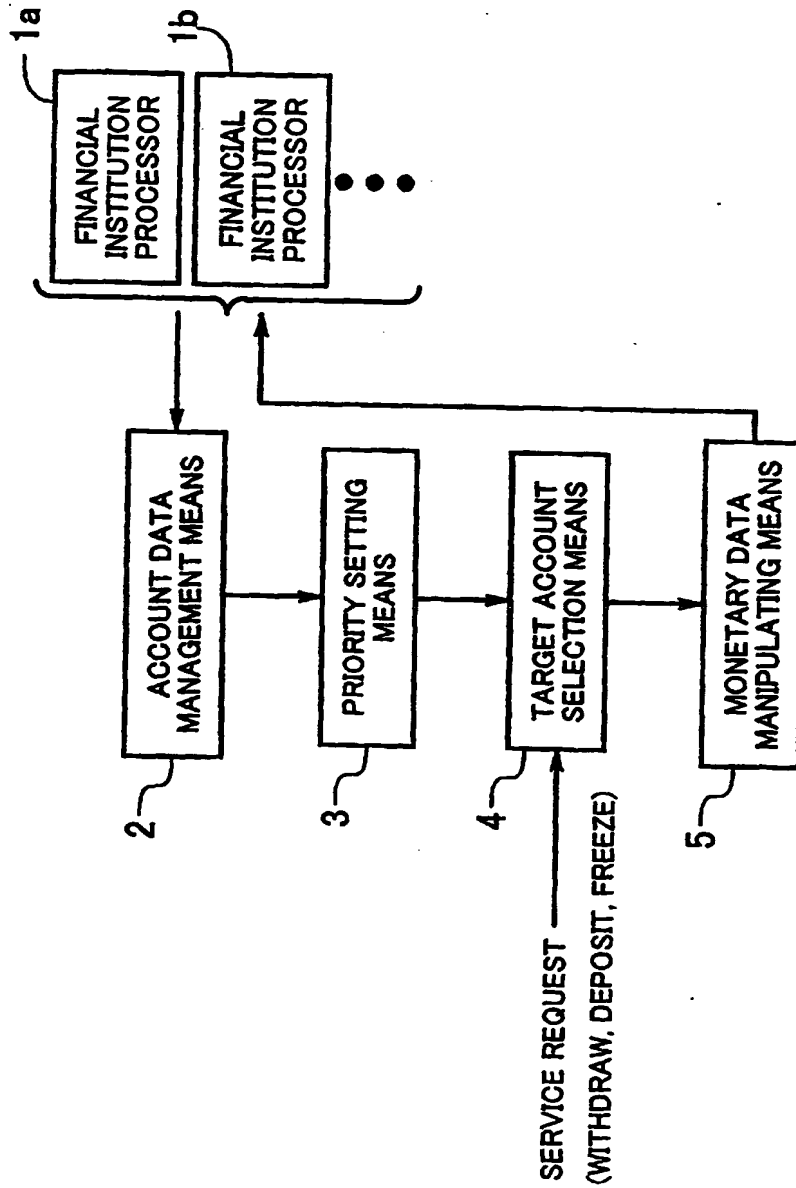 1a
FINANCIAL
INSTITUTION
PROCESSOR
1b
FINANCIAL
INSTITUTION
PROCESSOR
ACCOUNT DATA
MANAGEMENT MEANS
2
PRIORITY SETTING
MEANS
3
TARGET ACCOUNT
SELECTION MEANS
4
SERVICE REQUEST
(WITHDRAW, DEPOSIT, FREEZE)
MONETARY DATA
MANIPULATING MEANS
5